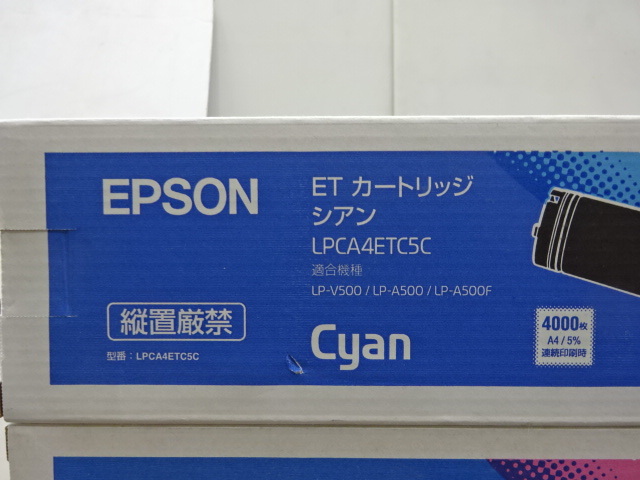 EPSON
ET カートリッジ
シアン
LPCA4ETC5C
適合機種
LP-V500 / LP-A500 / LP-A500F
縦置厳禁
型番：LPCA4ETC5C
Cyan
4000枚
A4 / 5%
連続印刷時